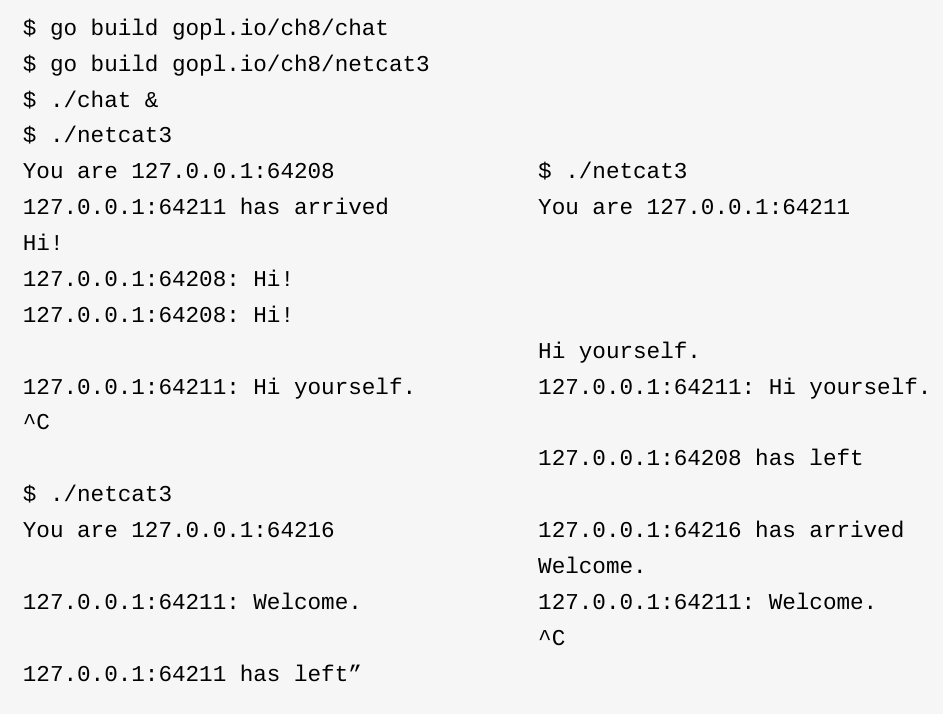 $ go build gopl.io/ch8/chat
$ go build gopl.io/ch8/netcat3
$ ./chat &
$ ./netcat3
You are 127.0.0.1:64208                $ ./netcat3
127.0.0.1:64211 has arrived            You are 127.0.0.1:64211
Hi!
127.0.0.1:64208: Hi!
127.0.0.1:64208: Hi!
                                       Hi yourself.
127.0.0.1:64211: Hi yourself.          127.0.0.1:64211: Hi yourself.
^C
                                       127.0.0.1:64208 has left
$ ./netcat3
You are 127.0.0.1:64216                127.0.0.1:64216 has arrived
                                       Welcome.
127.0.0.1:64211: Welcome.              127.0.0.1:64211: Welcome.
                                       ^C
127.0.0.1:64211 has left”